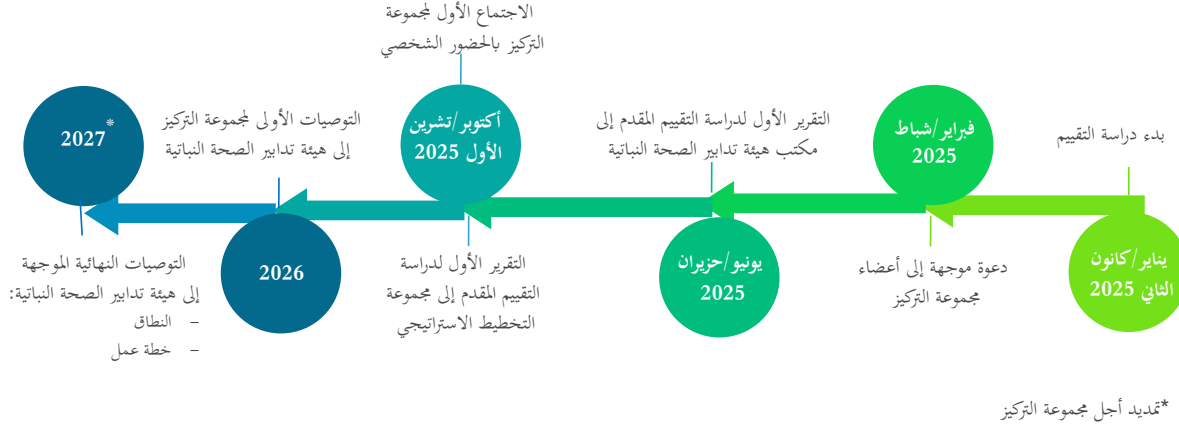 بدء دراسة التقييم
يناير/كانون
الثاني 2025
فبراير/شباط
2025
دعوة موجهة إلى أعضاء
مجموعة التركيز
التقرير الأول لدراسة التقييم المقدم إلى
مكتب هيئة تدابير الصحة النباتية
يونيو/حزيران
2025
الاجتماع الأول لمجموعة
التركيز بالحضور الشخصي
أكتوبر/تشرين
الأول 2025
التقرير الأول لدراسة
التقييم المقدم إلى مجموعة
التخطيط الاستراتيجي
التوصيات الأولى لمجموعة التركيز
إلى هيئة تدابير الصحة النباتية
2026
2027*
التوصيات النهائية الموجهة
إلى هيئة تدابير الصحة النباتية:
– النطاق
– خطة عمل
*تمديد أجل مجموعة التركيز